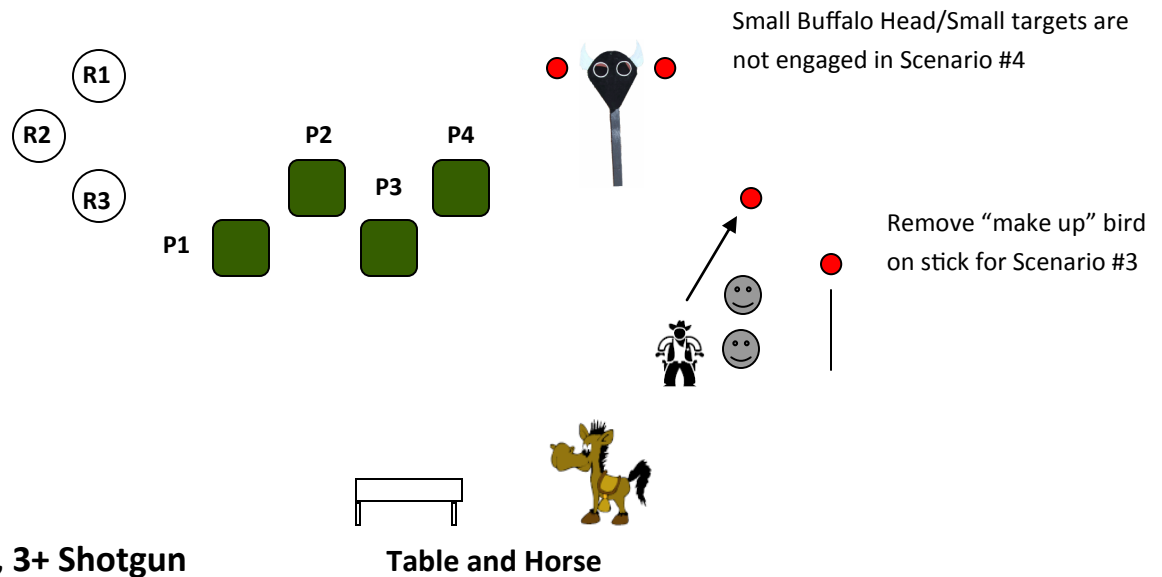 Small Buffalo Head/Small targets are
not engaged in Scenario #4
R1
R2
P2
P4
P3
R3
Remove “make up” bird
on stick for Scenario #3
P1
, 3+ Shotgun
Table and Horse